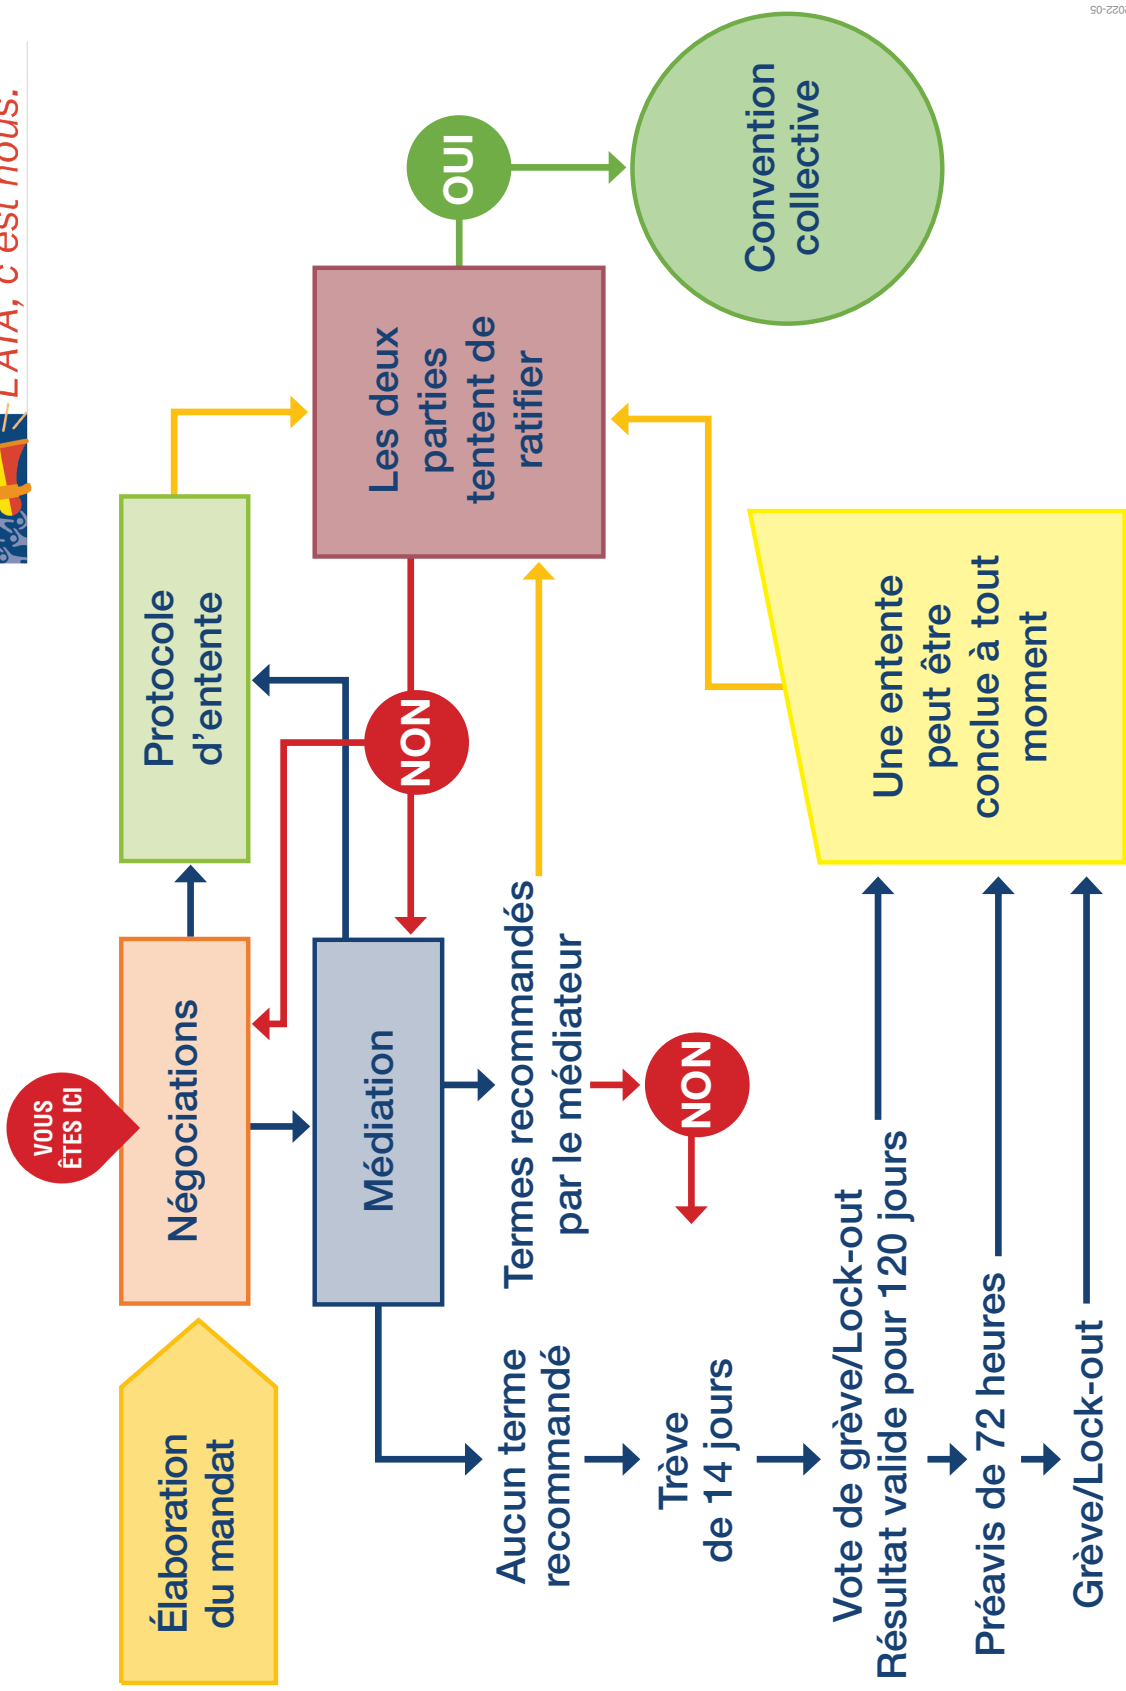 c'est nous.
VOUS
ÊTES ICI
Élaboration
du mandat
Négociations
Protocole
d'entente
Médiation
Les deux
parties
tentent de
ratifier
NON
OUI
Convention
collective
Aucun terme
recommandé
Termes recommandés
par le médiateur
NON
Trève
de 14 jours
Vote de grève/Lock-out
Résultat valide pour 120 jours
Préavis de 72 heures
Grève/Lock-out
Une entente
peut être
conclue à tout
moment